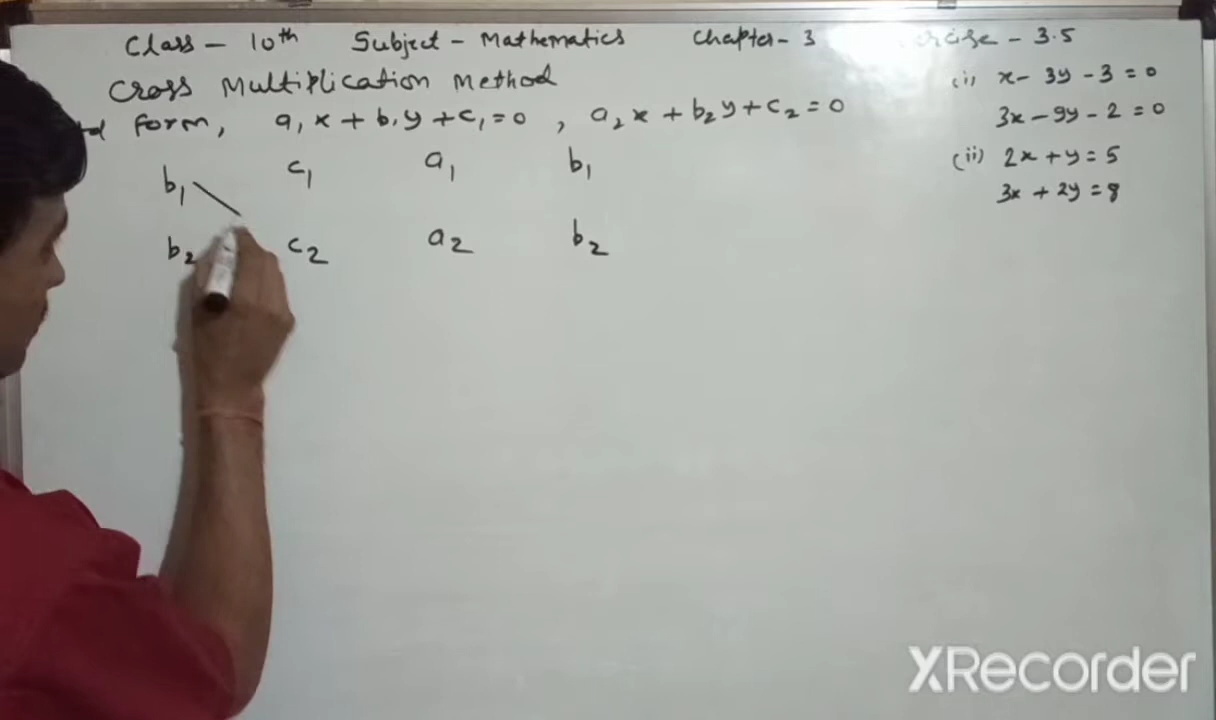 Class - 10th Subject - Mathematics Chapter - 3 - 3.5
Cross Multiplication Method
form, a₁x + b₁y + c₁ = 0 , a₂x + b₂y + c₂ = 0
b₁ c₁ a₁ b₁
b₂ c₂ a₂ b₂
(i) x - 3y - 3 = 0
3x - 9y - 2 = 0
(ii) 2x + y = 5
3x + 2y = 8
XRecorder